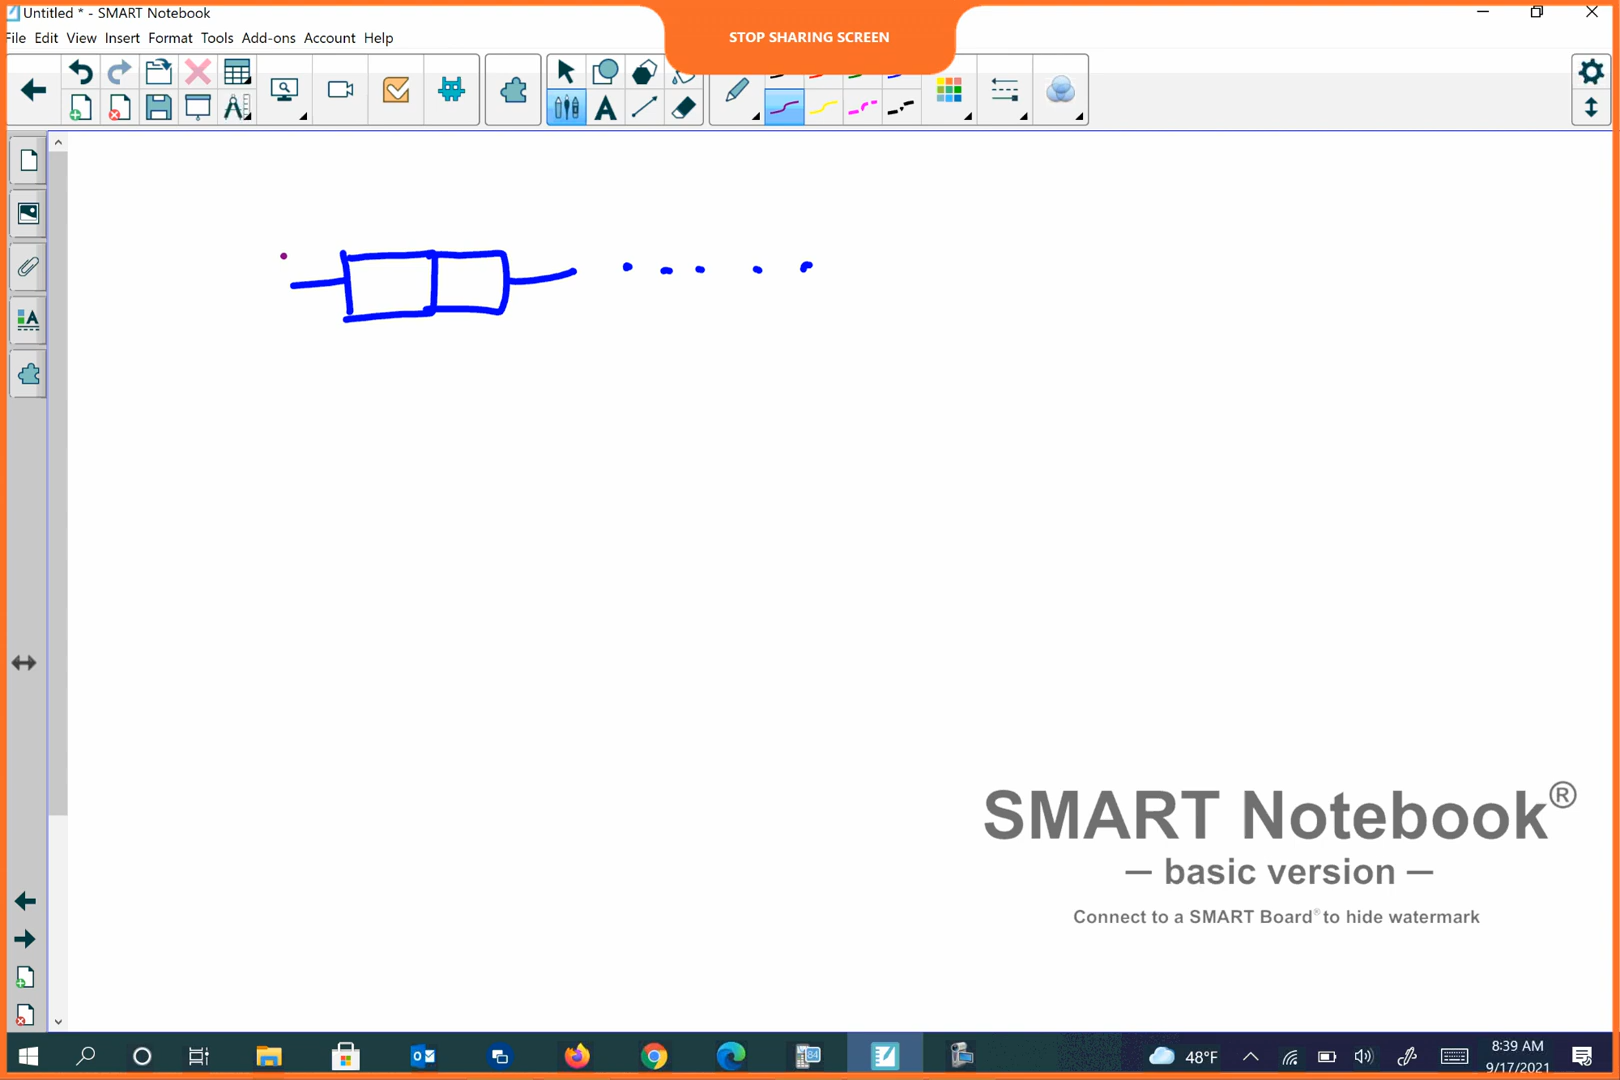 Untitled * - SMART Notebook
STOP SHARING SCREEN
File Edit View Insert Format Tools Add-ons Account Help
A
A
SMART Notebook®
— basic version —
Connect to a SMART Board® to hide watermark
84
48°F
8:39 AM
9/17/2021